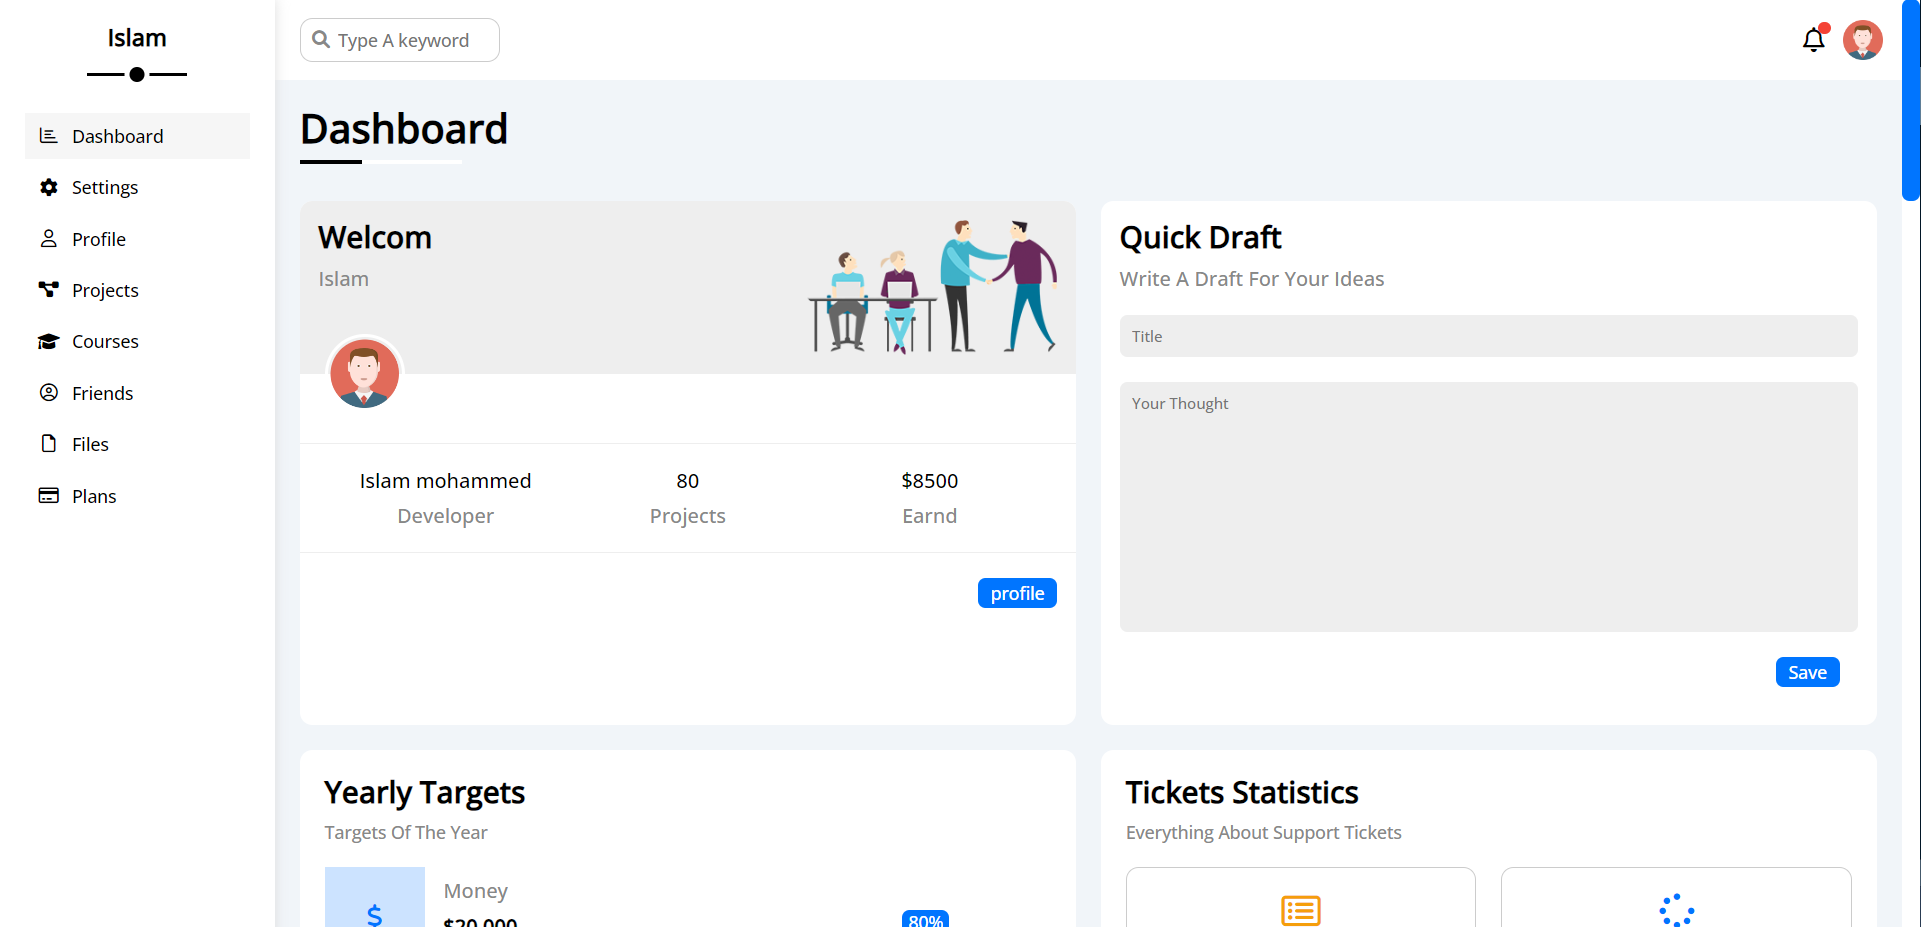 Islam
Type A keyword
Dashboard
Settings
Profile
Projects
Courses
Friends
Files
Plans
Dashboard
Welcom
Islam
Islam mohammed
Developer
80
Projects
$8500
Earnd
profile
Quick Draft
Write A Draft For Your Ideas
Title
Your Thought
Save
Yearly Targets
Targets Of The Year
$
Money
$20.000
80%
Tickets Statistics
Everything About Support Tickets